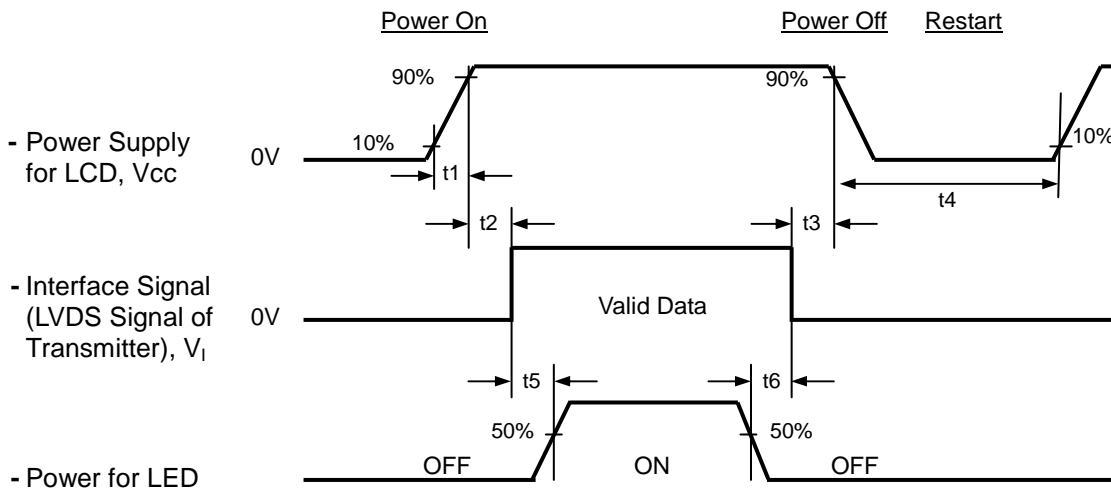 Power On
Power Off Restart
90% 90%
- Power Supply
for LCD, Vcc
0V
10% 10%
t1
t4
t2 t3
- Interface Signal
(LVDS Signal of
Transmitter), VI
0V
Valid Data
t5 t6
50% 50%
- Power for LED
OFF ON OFF